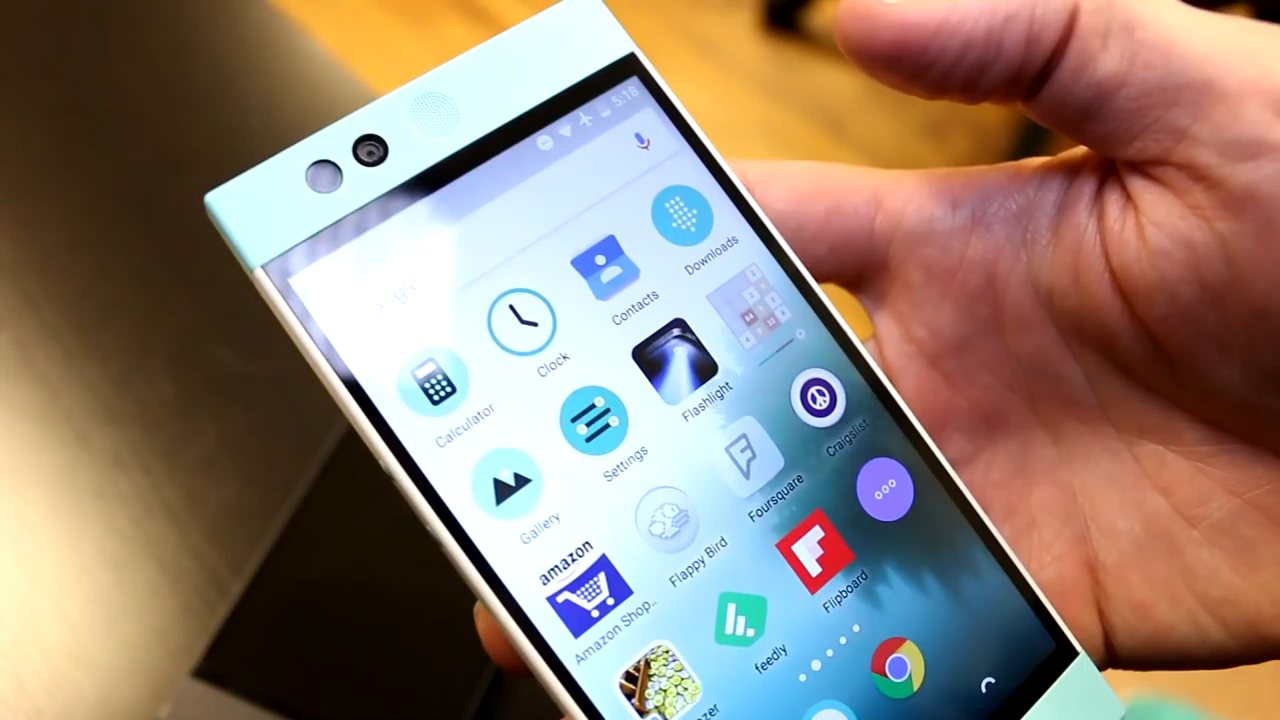 5:18
Downloads
Contacts
Clock
Calculator
Flashlight
Settings
Gallery
Craigslist
Foursquare
Flappy Bird
amazon
Amazon Shop..
Flipboard
feedly